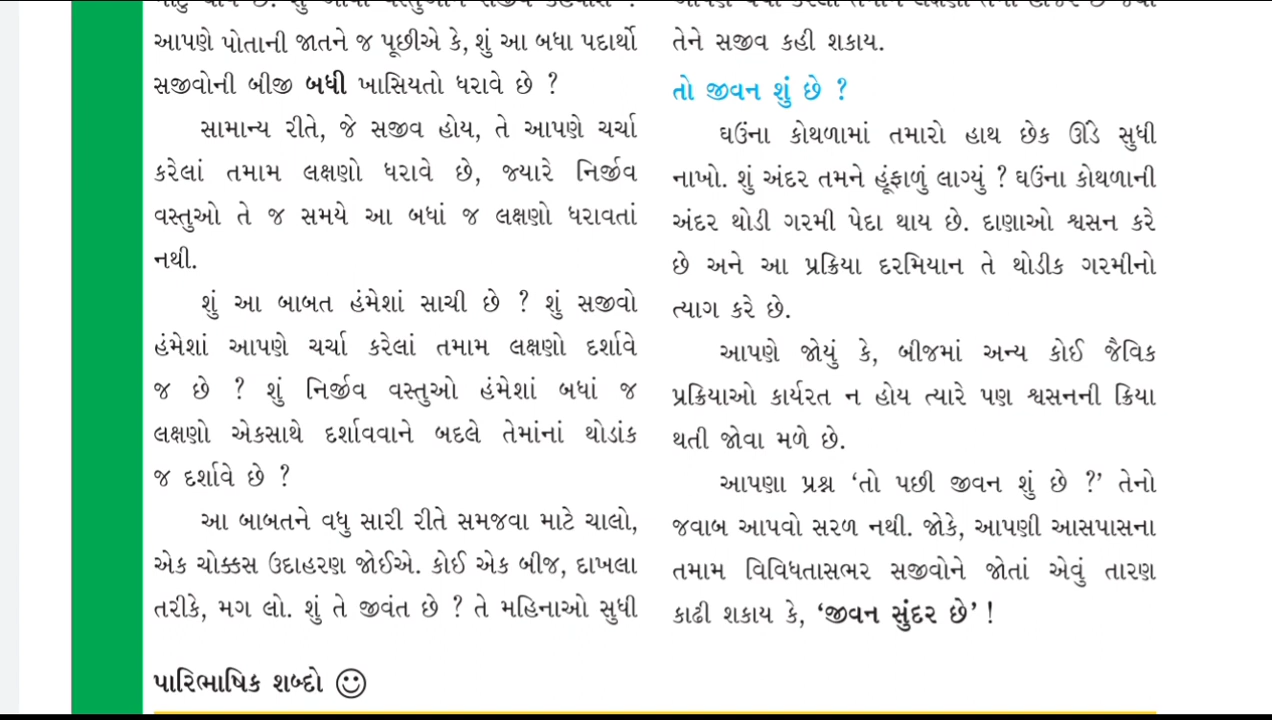 આપણે પોતાની જાતને જ પૂછીએ કે, શું આ બધા પદાર્થો
સજીવોની બીજી બધી ખાસિયતો ધરાવે છે ?
સામાન્ય રીતે, જે સજીવ હોય, તે આપણે ચર્ચા
કરેલાં તમામ લક્ષણો ધરાવે છે, જ્યારે નિર્જીવ
વસ્તુઓ તે જ સમયે આ બધાં જ લક્ષણો ધરાવતાં
નથી.
શું આ બાબત હંમેશાં સાચી છે ? શું સજીવો
હંમેશાં આપણે ચર્ચા કરેલાં તમામ લક્ષણો દર્શાવે
જ છે ? શું નિર્જીવ વસ્તુઓ હંમેશાં બધાં જ
લક્ષણો એકસાથે દર્શાવવાને બદલે તેમાંનાં થોડાંક
જ દર્શાવે છે ?
આ બાબતને વધુ સારી રીતે સમજવા માટે ચાલો,
એક ચોક્કસ ઉદાહરણ જોઈએ. કોઈ એક બીજ, દાખલા
તરીકે, મગ લો. શું તે જીવંત છે ? તે મહિનાઓ સુધી
તેને સજીવ કહી શકાય.
તો જીવન શું છે ?
ઘઉંના કોથળામાં તમારો હાથ છેક ઊંડે સુધી
નાખો. શું અંદર તમને હૂંફાળું લાગ્યું ? ઘઉંના કોથળાની
અંદર થોડી ગરમી પેદા થાય છે. દાણાઓ શ્વસન કરે
છે અને આ પ્રક્રિયા દરમિયાન તે થોડીક ગરમીનો
ત્યાગ કરે છે.
આપણે જોયું કે, બીજમાં અન્ય કોઈ જૈવિક
પ્રક્રિયાઓ કાર્યરત ન હોય ત્યારે પણ શ્વસનની ક્રિયા
થતી જોવા મળે છે.
આપણા પ્રશ્ન ‘તો પછી જીવન શું છે ?’ તેનો
જવાબ આપવો સરળ નથી. જોકે, આપણી આસપાસના
તમામ વિવિધતાસભર સજીવોને જોતાં એવું તારણ
કાઢી શકાય કે, ‘જીવન સુંદર છે’ !
પારિભાષિક શબ્દો